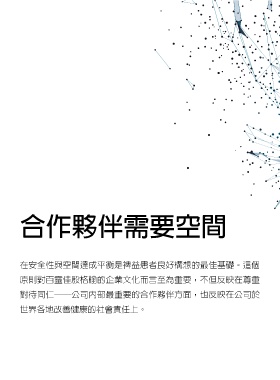 合作夥伴需要空間
在安全性與空間達成平衡是裨益患者良好構想的最佳基礎。這個
原則對百靈佳殷格翰的企業文化而言至為重要，不但反映在尊重
對待同仁——公司內部最重要的合作夥伴方面，也反映在公司於
世界各地改善健康的社會責任上。